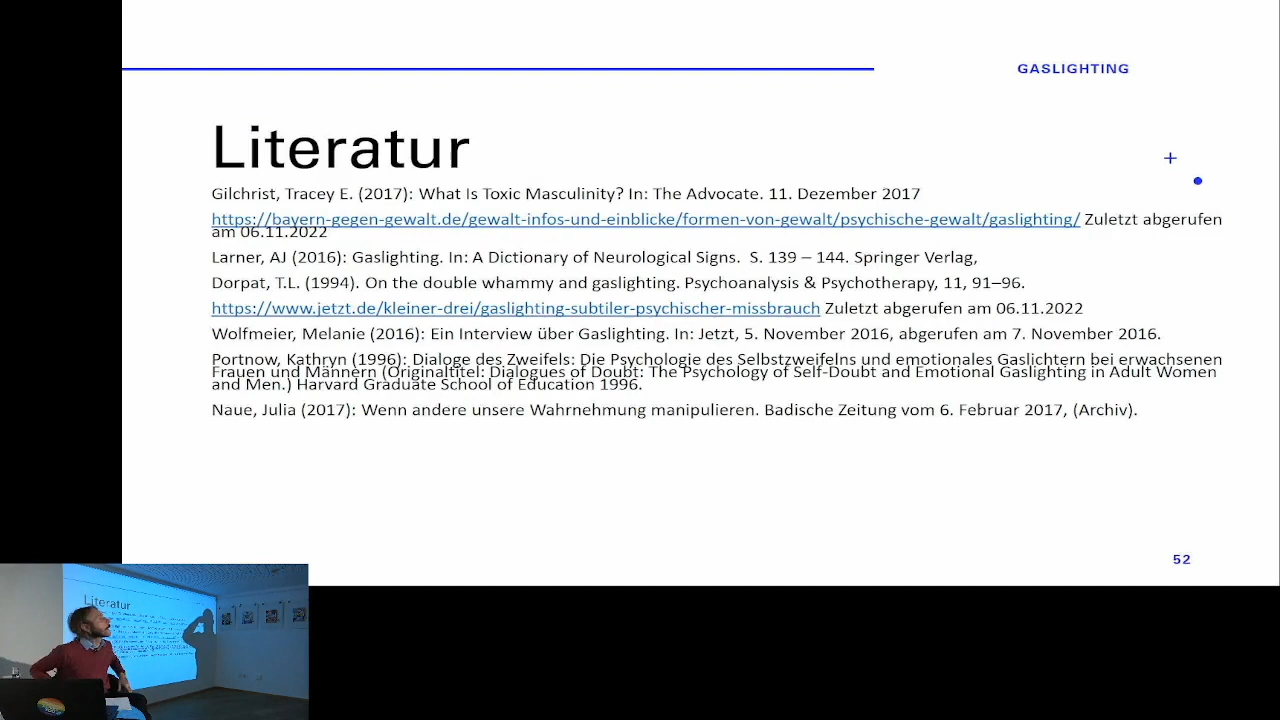 GASLIGHTING
Literatur
Gilchrist, Tracey E. (2017): What Is Toxic Masculinity? In: The Advocate. 11. Dezember 2017
https://bayern-gegen-gewalt.de/gewalt-infos-und-einblicke/formen-von-gewalt/psychische-gewalt/gaslighting/ Zuletzt abgerufen
am 06.11.2022
Larner, AJ (2016): Gaslighting. In: A Dictionary of Neurological Signs.  S. 139 – 144. Springer Verlag,
Dorpat, T.L. (1994). On the double whammy and gaslighting. Psychoanalysis & Psychotherapy, 11, 91–96.
https://www.jetzt.de/kleiner-drei/gaslighting-subtiler-psychischer-missbrauch Zuletzt abgerufen am 06.11.2022
Wolfmeier, Melanie (2016): Ein Interview über Gaslighting. In: Jetzt, 5. November 2016, abgerufen am 7. November 2016.
Portnow, Kathryn (1996): Dialoge des Zweifels: Die Psychologie des Selbstzweifelns und emotionales Gaslichtern bei erwachsenen
Frauen und Männern (Originaltitel: Dialogues of Doubt: The Psychology of Self-Doubt and Emotional Gaslighting in Adult Women
and Men.) Harvard Graduate School of Education 1996.
Naue, Julia (2017): Wenn andere unsere Wahrnehmung manipulieren. Badische Zeitung vom 6. Februar 2017, (Archiv).
52
Literatur